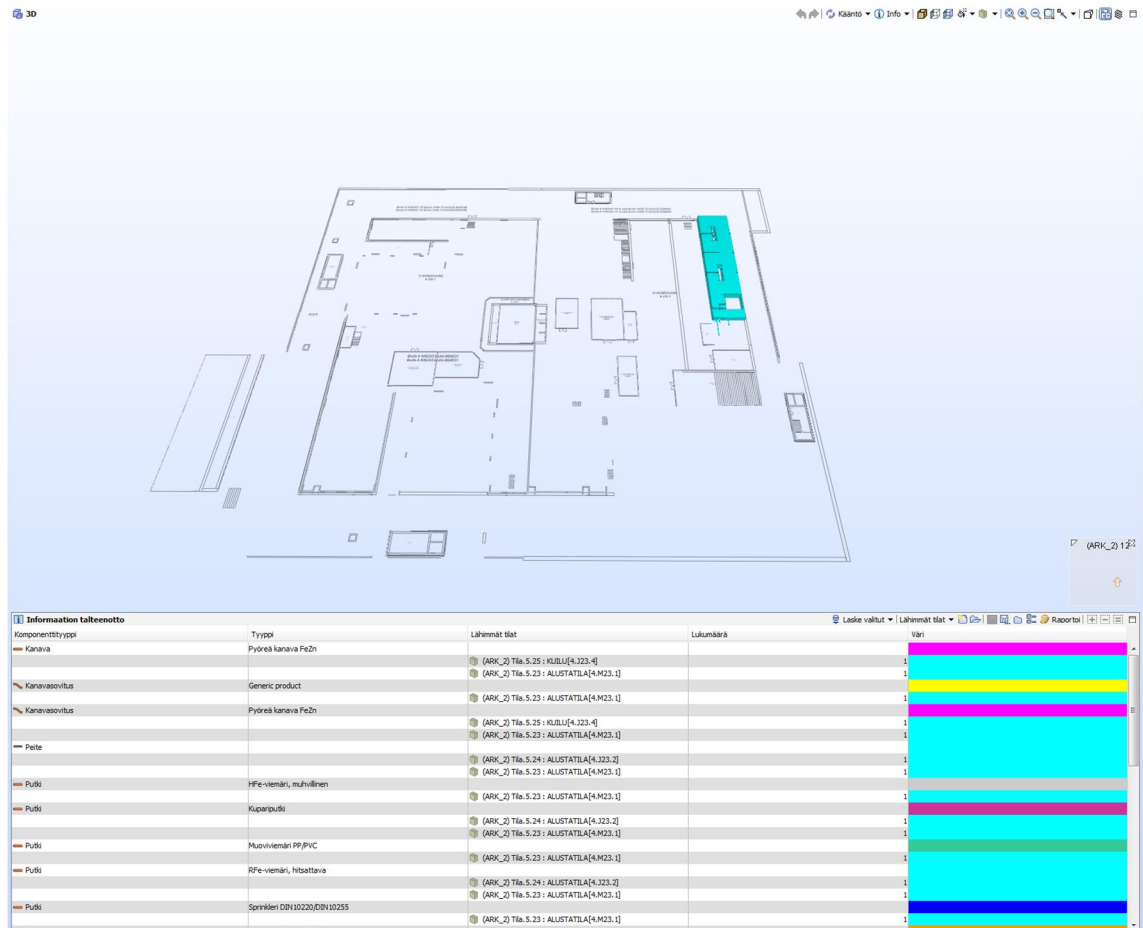 3D
Kääntö Info
(ARK_2) 12
Informaation talteenotto
Laske valitut Lähimmät tilat Raportoi
Komponenttityyppi Tyyppi Lähimmät tilat Lukumäärä Väri
Kanava Pyöreä kanava FeZn
(ARK_2) Tila.5.25 : KUILU[4.J23.4] 1
(ARK_2) Tila.5.23 : ALUSTATILA[4.M23.1] 1
Kanavasovitus Generic product
(ARK_2) Tila.5.23 : ALUSTATILA[4.M23.1] 1
Kanavasovitus Pyöreä kanava FeZn
(ARK_2) Tila.5.25 : KUILU[4.J23.4] 1
(ARK_2) Tila.5.23 : ALUSTATILA[4.M23.1] 1
Peite
(ARK_2) Tila.5.24 : ALUSTATILA[4.J23.2] 1
(ARK_2) Tila.5.23 : ALUSTATILA[4.M23.1] 1
Putki HFe-viemäri, muhvillinen
(ARK_2) Tila.5.23 : ALUSTATILA[4.M23.1] 1
Putki Kupariputki
(ARK_2) Tila.5.24 : ALUSTATILA[4.J23.2] 1
(ARK_2) Tila.5.23 : ALUSTATILA[4.M23.1] 1
Putki Muoviviemäri PP/PVC
(ARK_2) Tila.5.23 : ALUSTATILA[4.M23.1] 1
Putki RFe-viemäri, hitsattava
(ARK_2) Tila.5.24 : ALUSTATILA[4.J23.2] 1
(ARK_2) Tila.5.23 : ALUSTATILA[4.M23.1] 1
Putki Sprinkleri DIN10220/DIN10255
(ARK_2) Tila.5.23 : ALUSTATILA[4.M23.1] 1